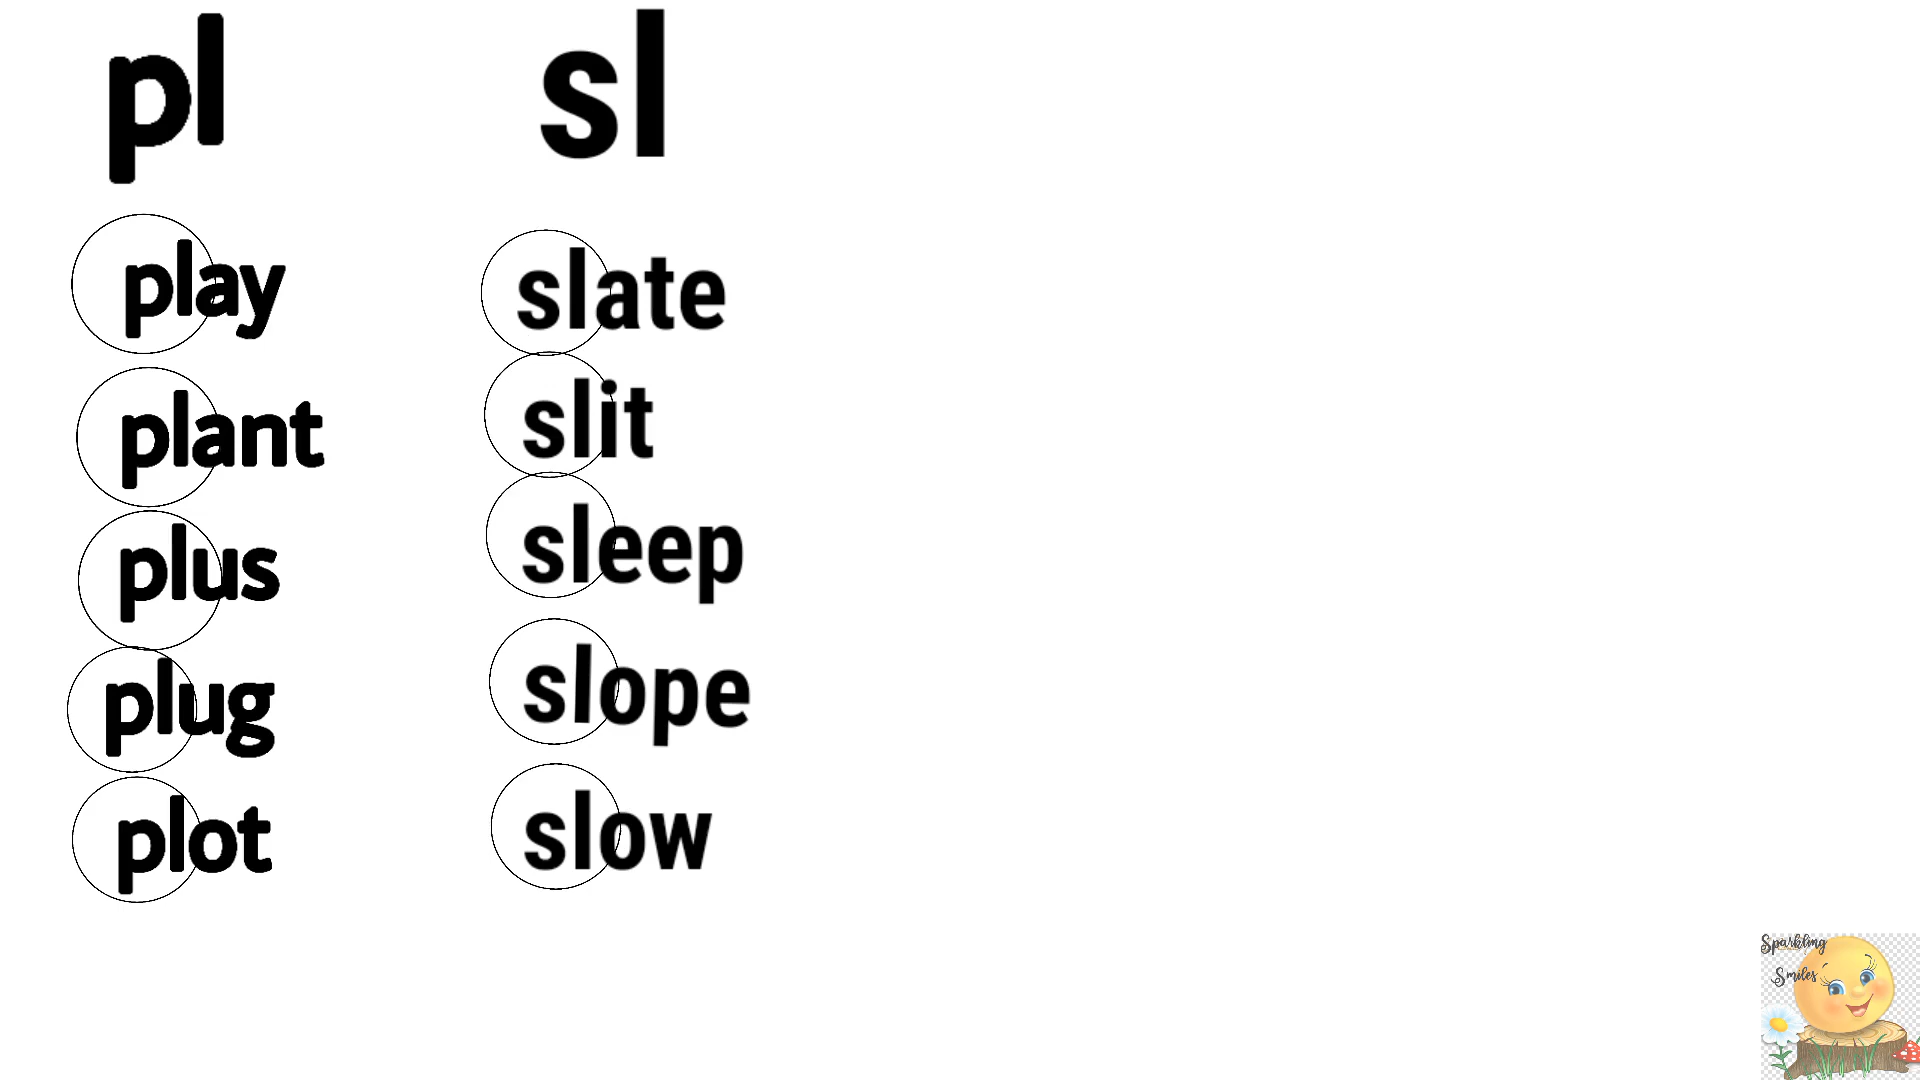 pl sl
play slate
plant slit
plus sleep
plug slope
plot slow
Sparkling
Smiles